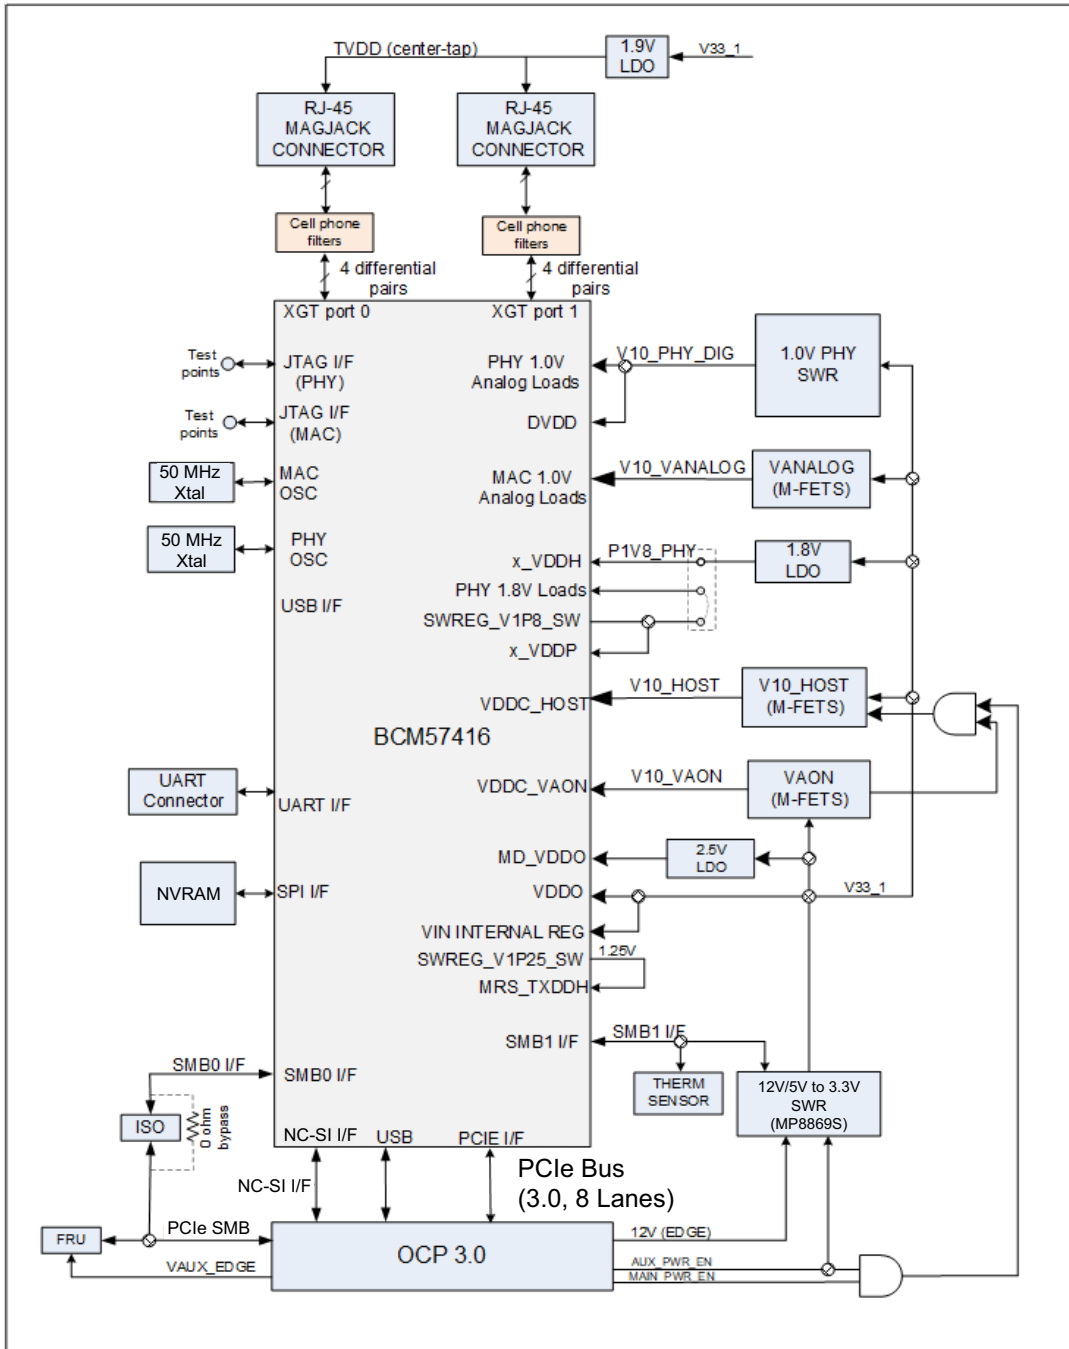 TVDD (center-tap)
1.9V
LDO
V33_1
RJ-45
MAGJACK
CONNECTOR
RJ-45
MAGJACK
CONNECTOR
Cell phone
filters
Cell phone
filters
4 differential
pairs
4 differential
pairs
XGT port 0
XGT port 1
Test
points
JTAG I/F
(PHY)
PHY 1.0V
Analog Loads
V10_PHY_DIG
1.0V PHY
SWR
Test
points
JTAG I/F
(MAC)
DVDD
50 MHz
Xtal
MAC
OSC
MAC 1.0V
Analog Loads
V10_VANALOG
VANALOG
(M-FETS)
50 MHz
Xtal
PHY
OSC
x_VDDH
P1V8_PHY
1.8V
LDO
PHY 1.8V Loads
USB I/F
SWREG_V1P8_SW
x_VDDP
VDDC_HOST
V10_HOST
V10_HOST
(M-FETS)
BCM57416
UART
Connector
UART I/F
VDDC_VAON
V10_VAON
VAON
(M-FETS)
MD_VDDO
2.5V
LDO
NVRAM
SPI I/F
VDDO
V33_1
VIN INTERNAL REG
SWREG_V1P25_SW
1.25V
MRS_TXDDH
SMB1 I/F
SMB1 I/F
THERM
SENSOR
12V/5V to 3.3V
SWR
(MP8869S)
SMB0 I/F
SMB0 I/F
ISO
0 ohm
bypass
NC-SI I/F
USB
PCIE I/F
NC-SI I/F
PCIe Bus
(3.0, 8 Lanes)
FRU
PCIe SMB
OCP 3.0
12V (EDGE)
VAUX_EDGE
AUX_PWR_EN
MAIN_PWR_EN